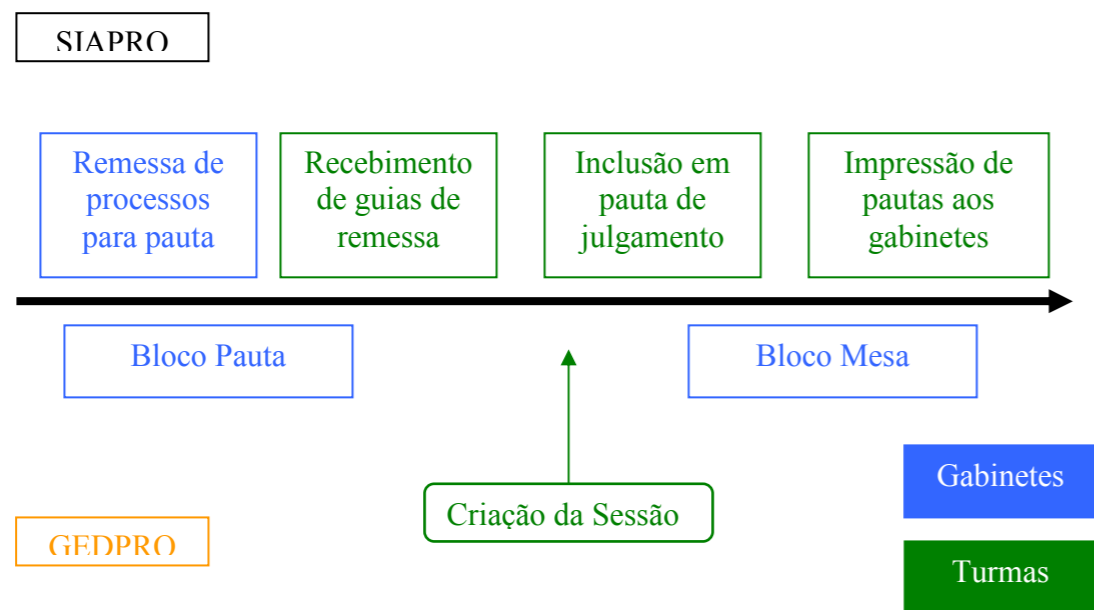 SIAPRO
Remessa de
processos
para pauta
Recebimento
de guias de
remessa
Inclusão em
pauta de
julgamento
Impressão de
pautas aos
gabinetes
Bloco Pauta
Bloco Mesa
Criação da Sessão
Gabinetes
GEDPRO
Turmas